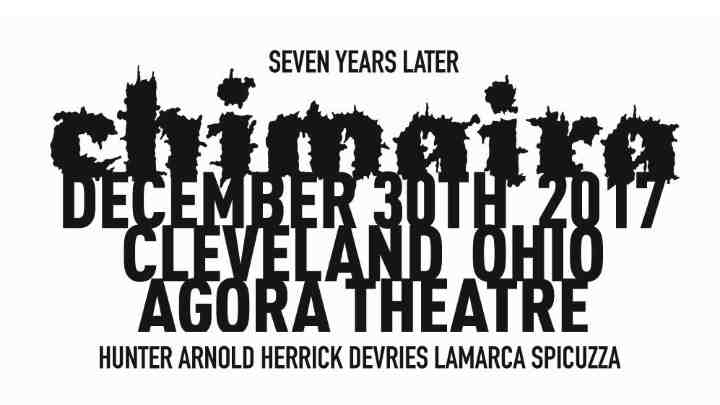 SEVEN YEARS LATER
chimaira
DECEMBER 30TH 2017
CLEVELAND OHIO
AGORA THEATRE
HUNTER ARNOLD HERRICK DEVRIES LAMARCA SPICUZZA